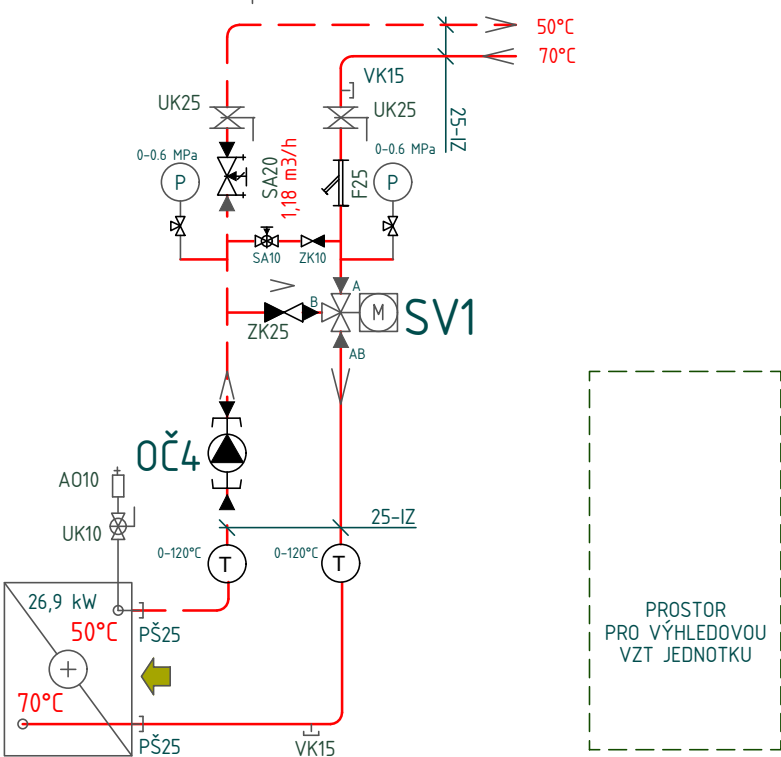 50°C
70°C
VK15
UK25
UK25
25-IZ
0-0.6 MPa
0-0.6 MPa
P
SA20
1,18 m3/h
F25
P
SA10
ZK10
A
B
M
SV1
ZK25
AB
OČ4
AO10
25-IZ
UK10
0-120°C
T
0-120°C
T
26,9 kW
50°C
PŠ25
PROSTOR
PRO VÝHLEDOVOU
VZT JEDNOTKU
70°C
PŠ25
VK15